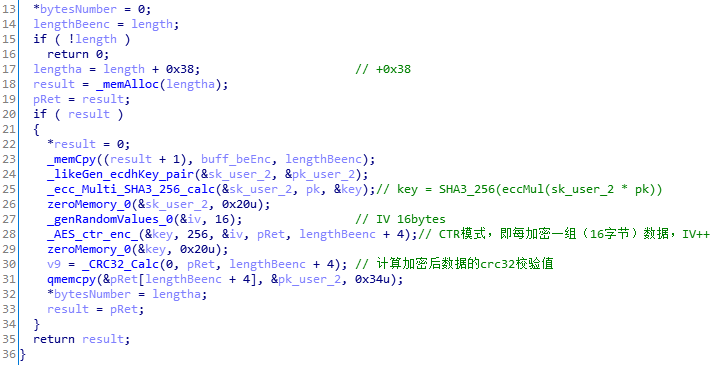 13 *bytesNumber = 0;
14 lengthBeenc = length;
15 if ( !length )
16 return 0;
17 lengtha = length + 0x38; // +0x38
18 result = _memAlloc(lengtha);
19 pRet = result;
20 if ( result )
21 {
22 *result = 0;
23 _memCpy((result + 1), buff_beEnc, lengthBeenc);
24 _likeGen_ecdhKey_pair(&sk_user_2, &pk_user_2);
25 _ecc_Multi_SHA3_256_calc(&sk_user_2, pk, &key);// key = SHA3_256(eccMul(sk_user_2 * pk))
26 zeroMemory_0(&sk_user_2, 0x20u);
27 _genRandomValues_0(&iv, 16); // IV 16bytes
28 _AES_ctr_enc_(&key, 256, &iv, pRet, lengthBeenc + 4);// CTR模式，即每加密一组（16字节）数据，IV++
29 zeroMemory_0(&key, 0x20u);
30 v9 = _CRC32_Calc(0, pRet, lengthBeenc + 4); // 计算加密后数据的crc32校验值
31 qmemcpy(&pRet[lengthBeenc + 4], &pk_user_2, 0x34u);
32 *bytesNumber = lengtha;
33 result = pRet;
34 }
35 return result;
36 }